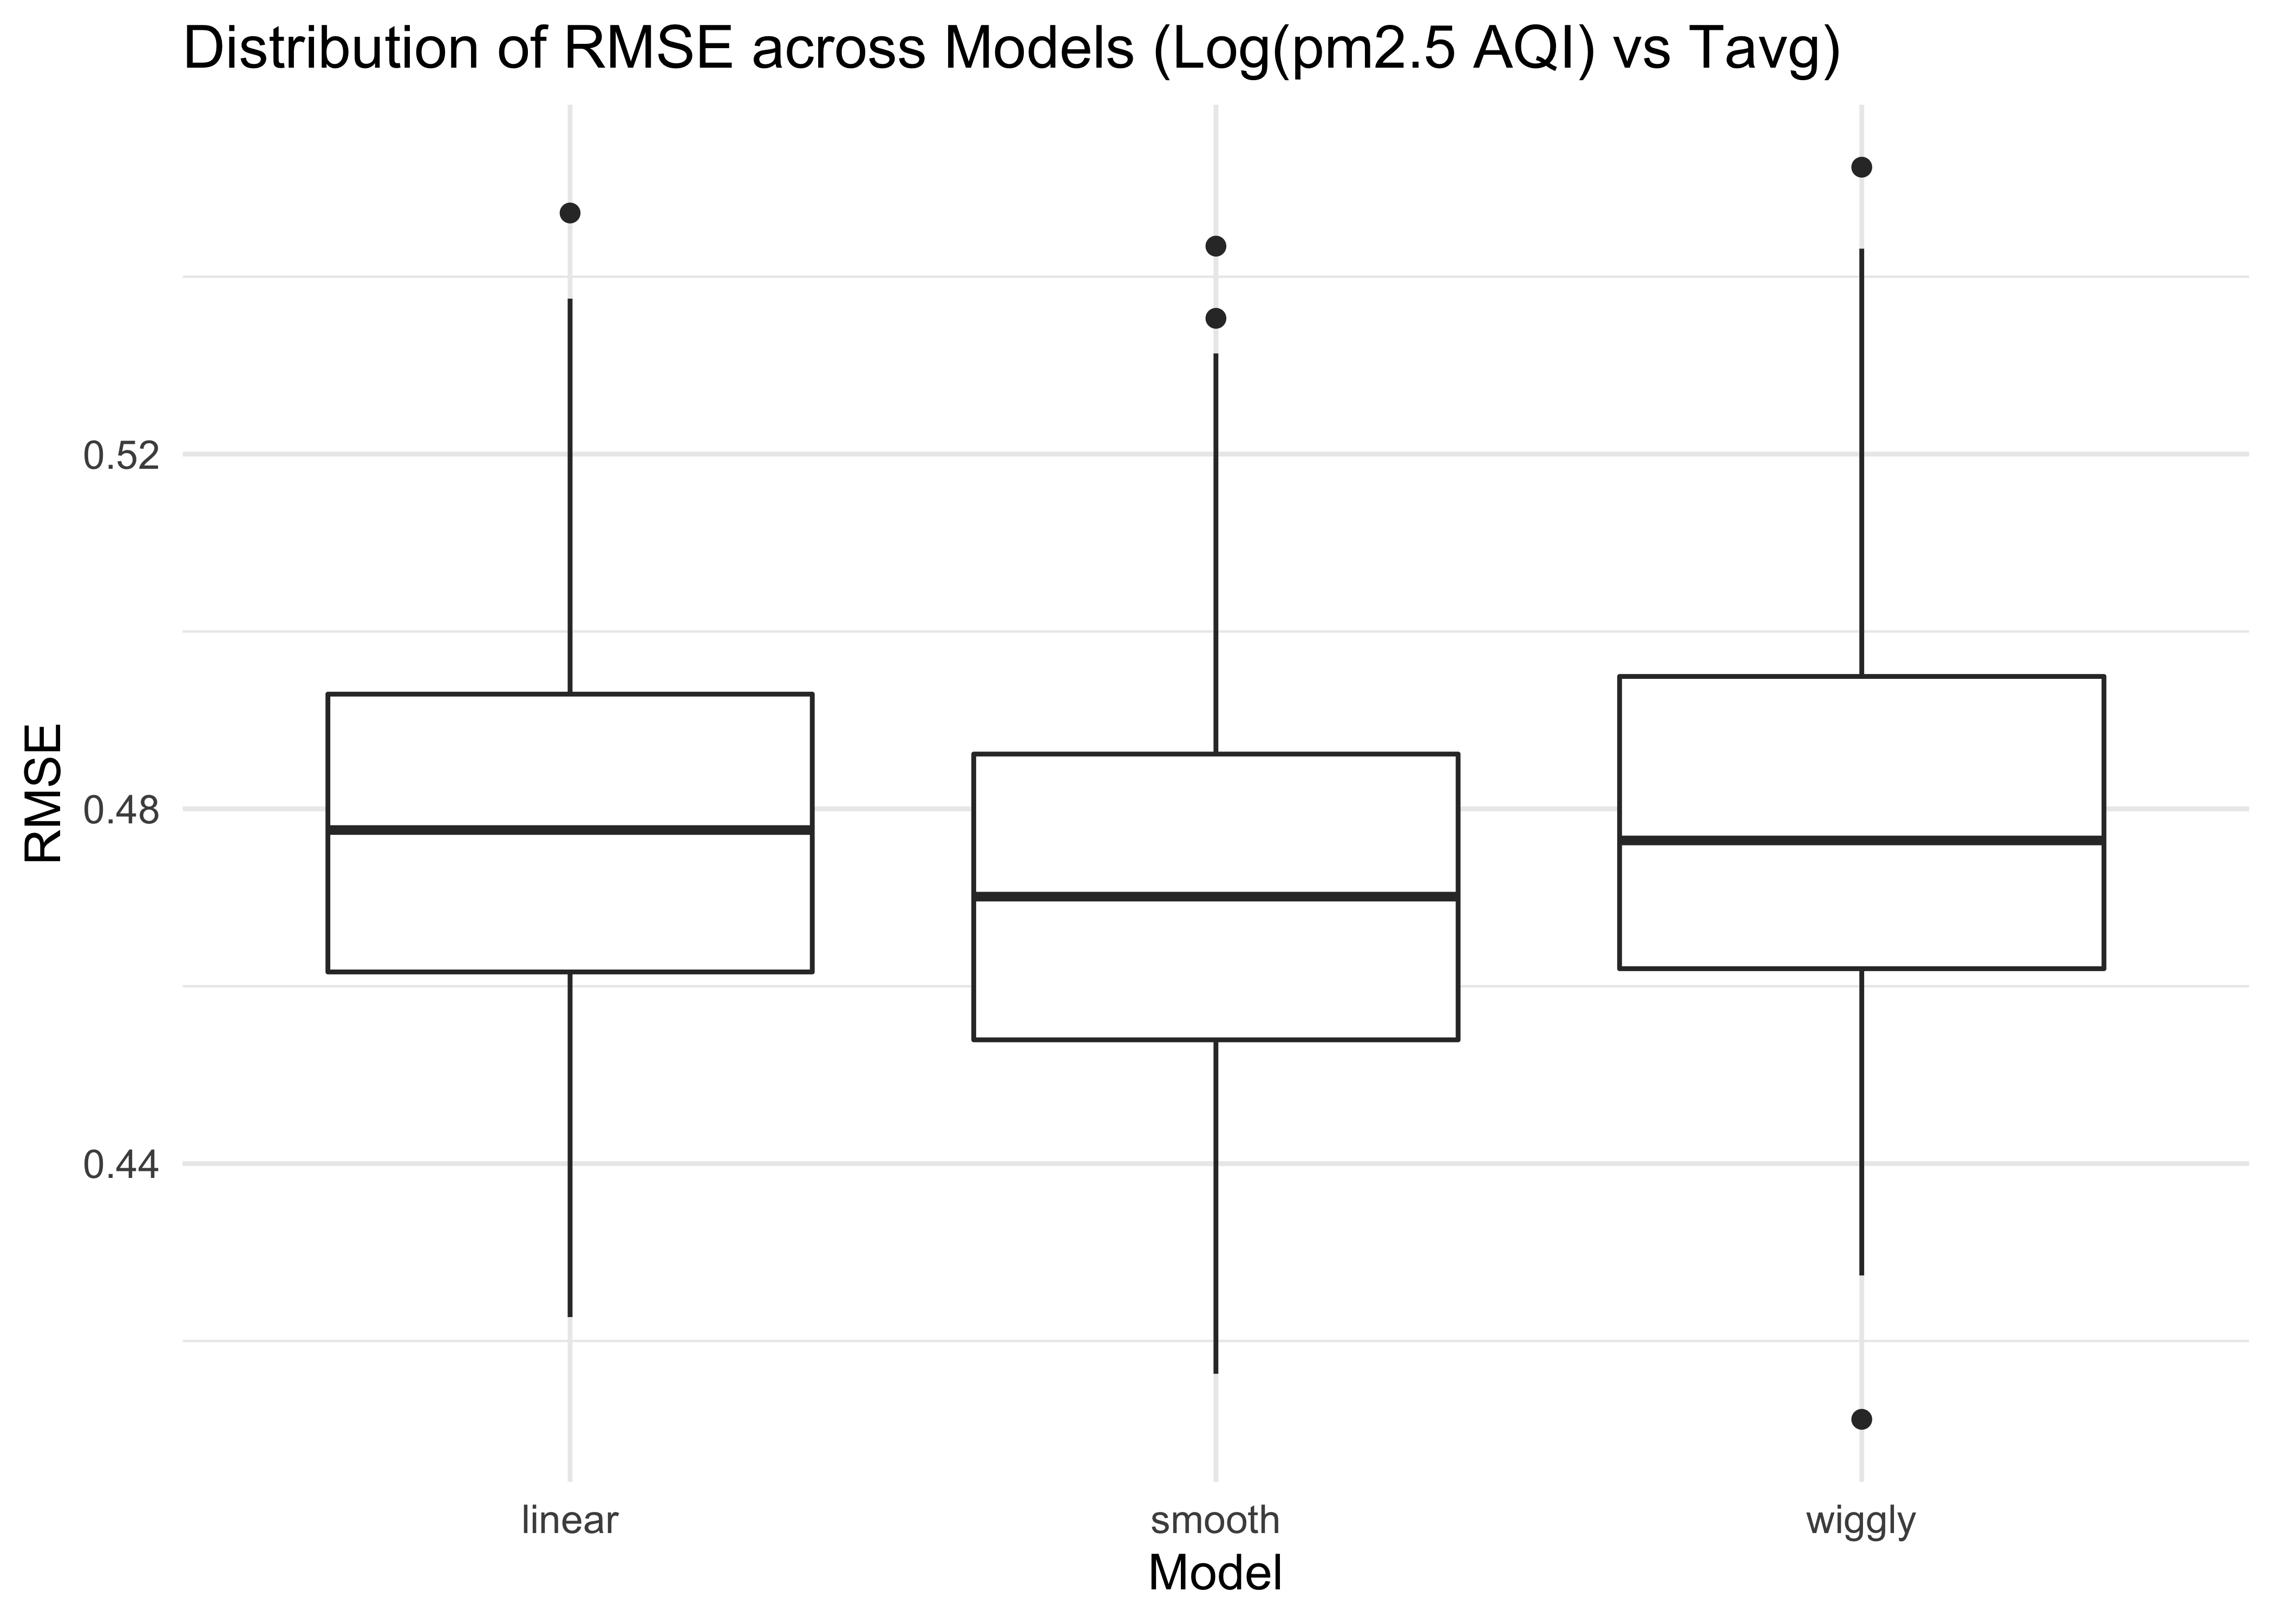 Distribution of RMSE across Models (Log(pm2.5 AQI) vs Tavg)
RMSE
0.52
0.48
0.44
linear smooth wiggly
Model